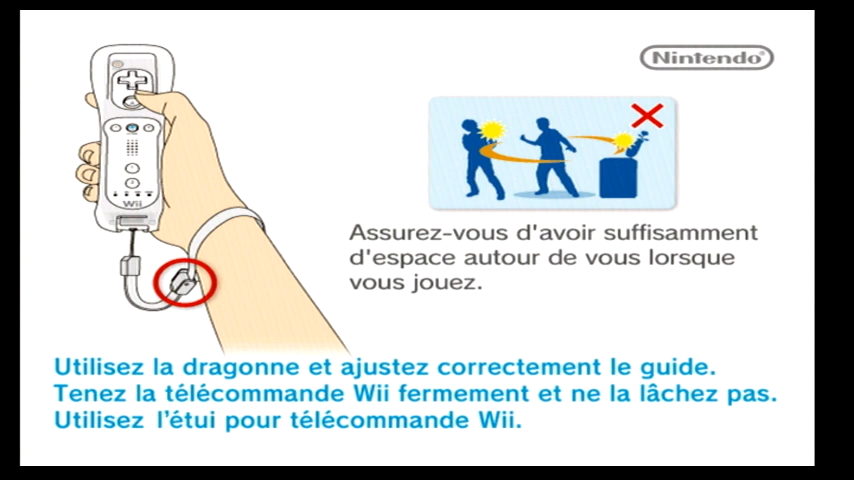 Nintendo®
Wii
Assurez-vous d'avoir suffisamment
d'espace autour de vous lorsque
vous jouez.
Utilisez la dragonne et ajustez correctement le guide.
Tenez la télécommande Wii fermement et ne la lâchez pas.
Utilisez l'étui pour télécommande Wii.